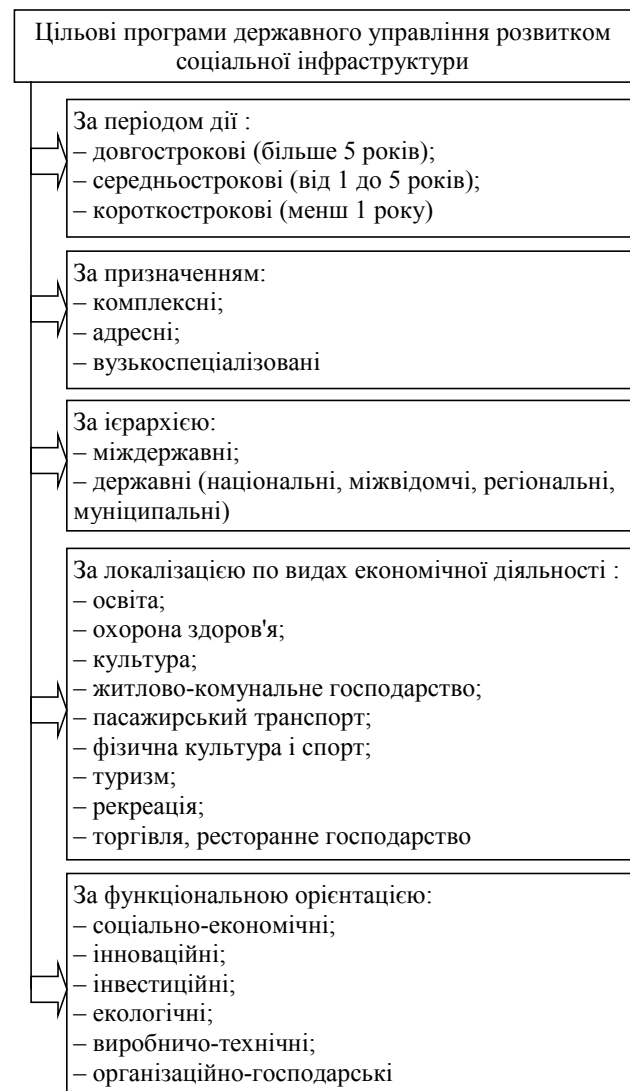 Цільові програми державного управління розвитком
соціальної інфраструктури
За періодом дії :
– довгострокові (більше 5 років);
– середньострокові (від 1 до 5 років);
– короткострокові (менш 1 року)
За призначенням:
– комплексні;
– адресні;
– вузькоспеціалізовані
За ієрархією:
– міждержавні;
– державні (національні, міжвідомчі, регіональні,
муніципальні)
За локалізацією по видах економічної діяльності :
– освіта;
– охорона здоров'я;
– культура;
– житлово-комунальне господарство;
– пасажирський транспорт;
– фізична культура і спорт;
– туризм;
– рекреація;
– торгівля, ресторанне господарство
За функціональною орієнтацією:
– соціально-економічні;
– інноваційні;
– інвестиційні;
– екологічні;
– виробничо-технічні;
– організаційно-господарські